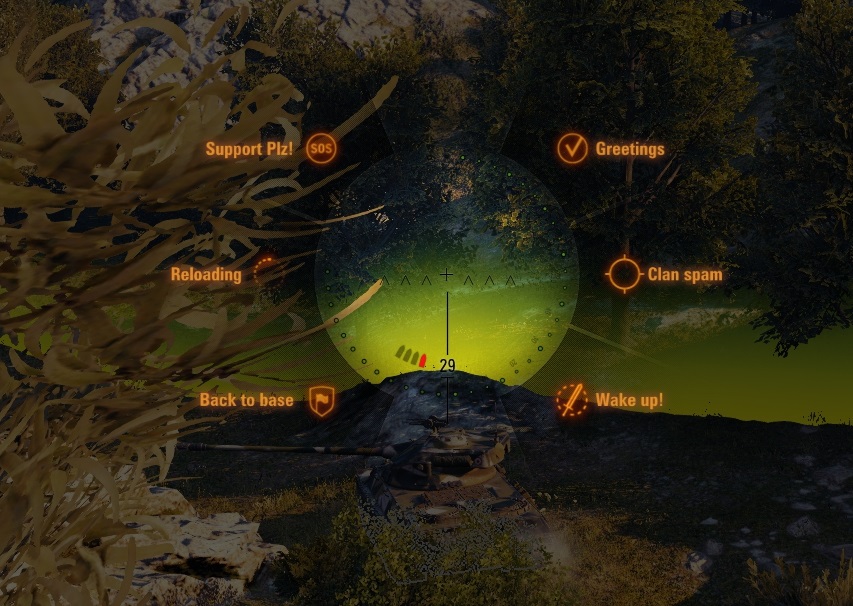 Support Plz!
SOS
Greetings
Reloading
Clan spam
29
Back to base
Wake up!